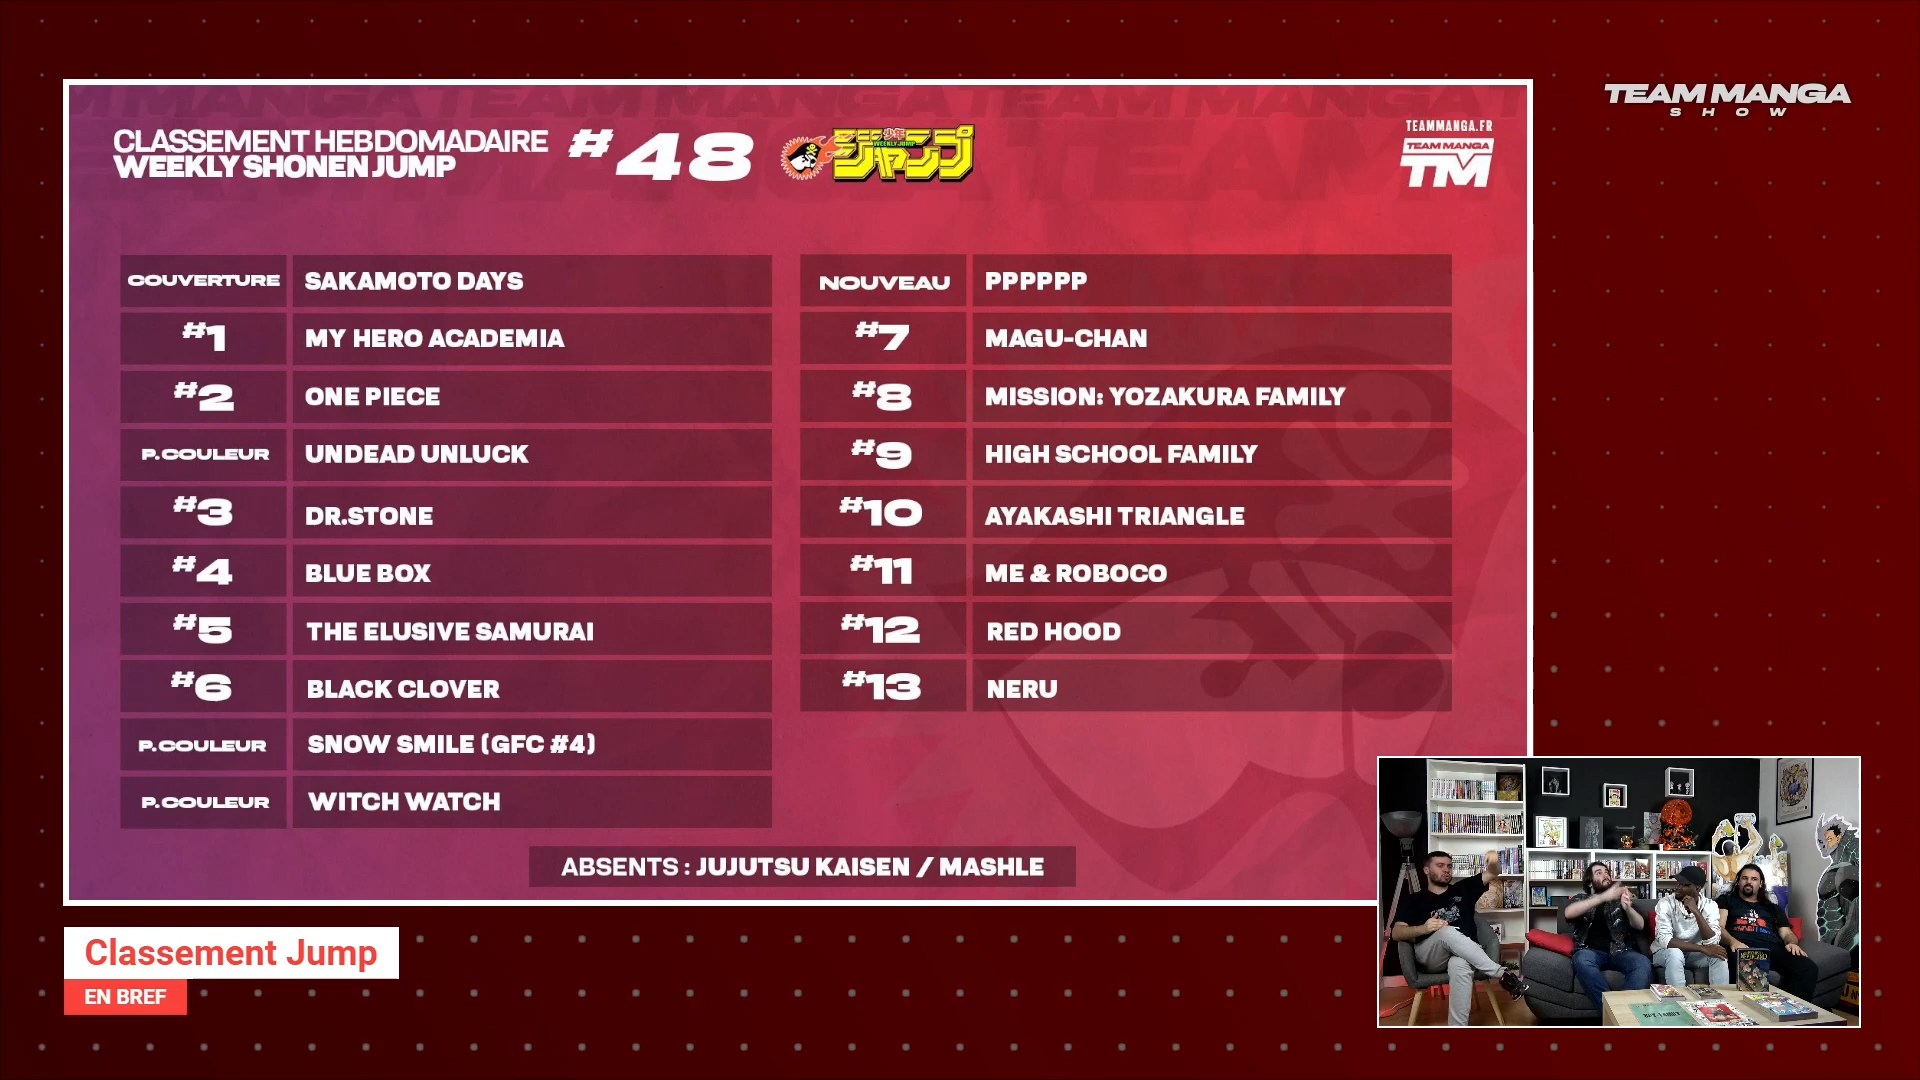 TEAM MANGA
SHOW
CLASSEMENT HEBDOMADAIRE
WEEKLY SHONEN JUMP
#48
少年
WEEKLY JUMP
ジャンプ
TEAMMANGA.FR
TEAM MANGA
TM
COUVERTURE SAKAMOTO DAYS
#1 MY HERO ACADEMIA
#2 ONE PIECE
P.COULEUR UNDEAD UNLUCK
#3 DR.STONE
#4 BLUE BOX
#5 THE ELUSIVE SAMURAI
#6 BLACK CLOVER
P.COULEUR SNOW SMILE (GFC #4)
P.COULEUR WITCH WATCH
NOUVEAU PPPPPP
#7 MAGU-CHAN
#8 MISSION: YOZAKURA FAMILY
#9 HIGH SCHOOL FAMILY
#10 AYAKASHI TRIANGLE
#11 ME & ROBOCO
#12 RED HOOD
#13 NERU
ABSENTS : JUJUTSU KAISEN / MASHLE
Classement Jump
EN BREF